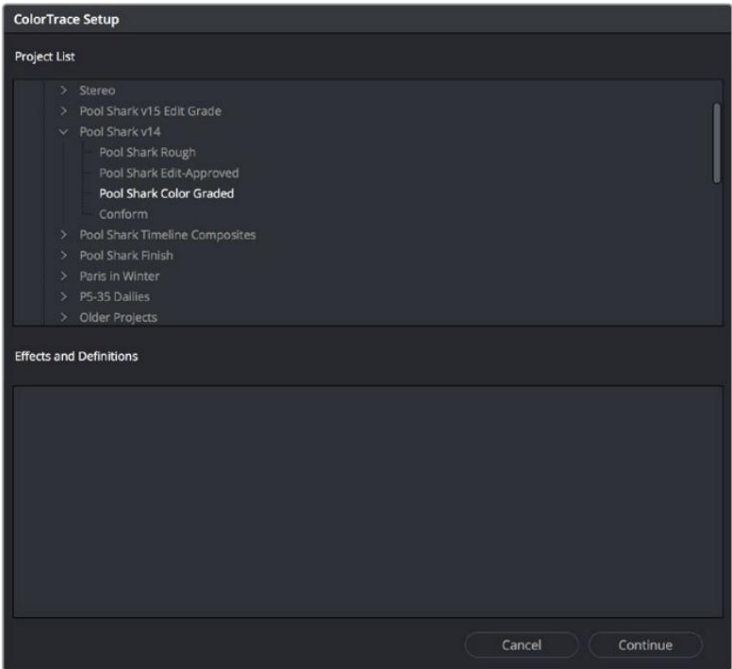 ColorTrace Setup
Project List
Stereo
Pool Shark v15 Edit Grade
Pool Shark v14
Pool Shark Rough
Pool Shark Edit-Approved
Pool Shark Color Graded
Conform
Pool Shark Timeline Composites
Pool Shark Finish
Paris in Winter
P5-35 Dailies
Older Projects
Effects and Definitions
Cancel Continue